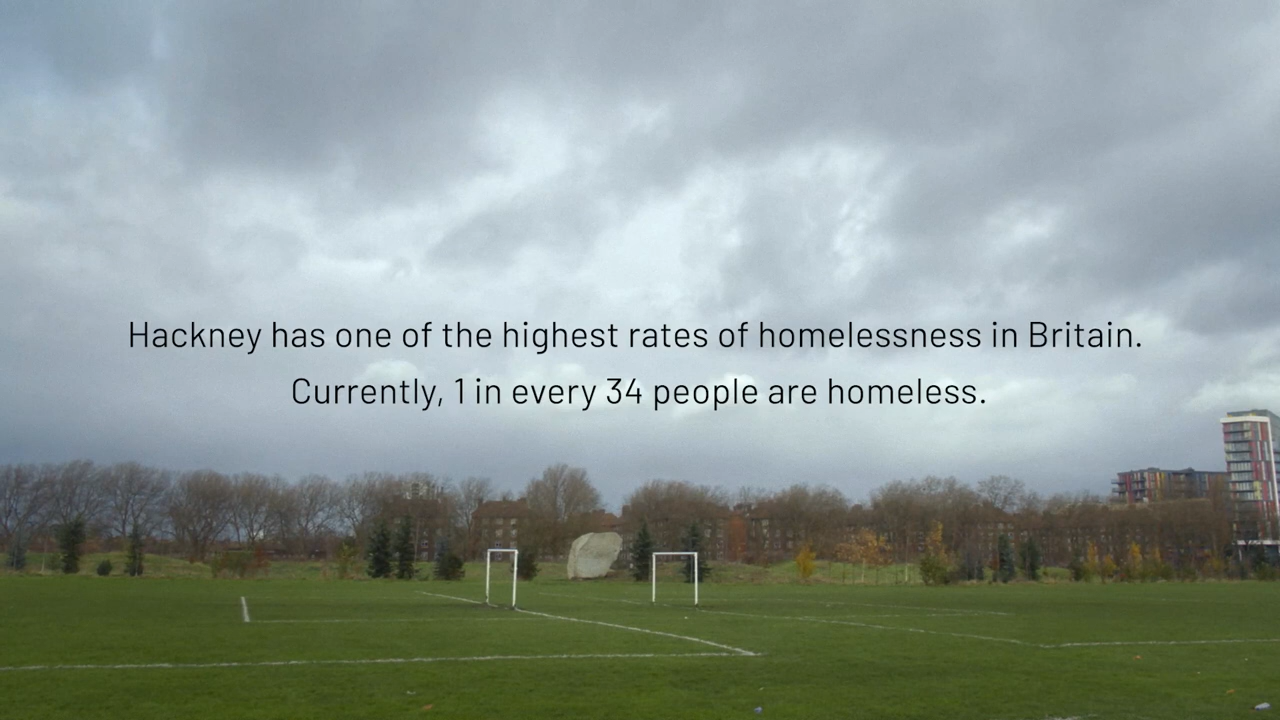 Hackney has one of the highest rates of homelessness in Britain.
Currently, 1 in every 34 people are homeless.